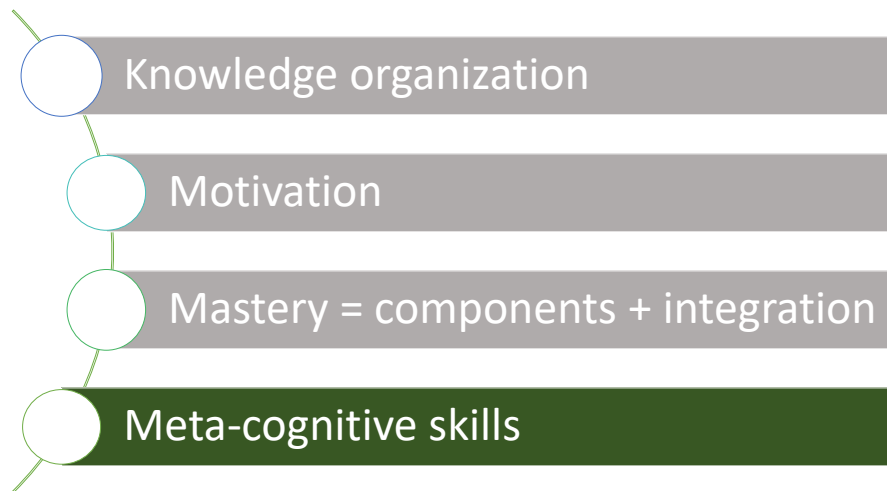 Knowledge organization
Motivation
Mastery = components + integration
Meta-cognitive skills